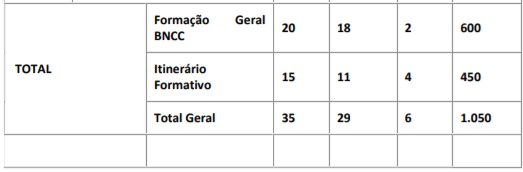 Formação Geral
BNCC 20 18 2 600
TOTAL
Itinerário
Formativo 15 11 4 450
Total Geral 35 29 6 1.050